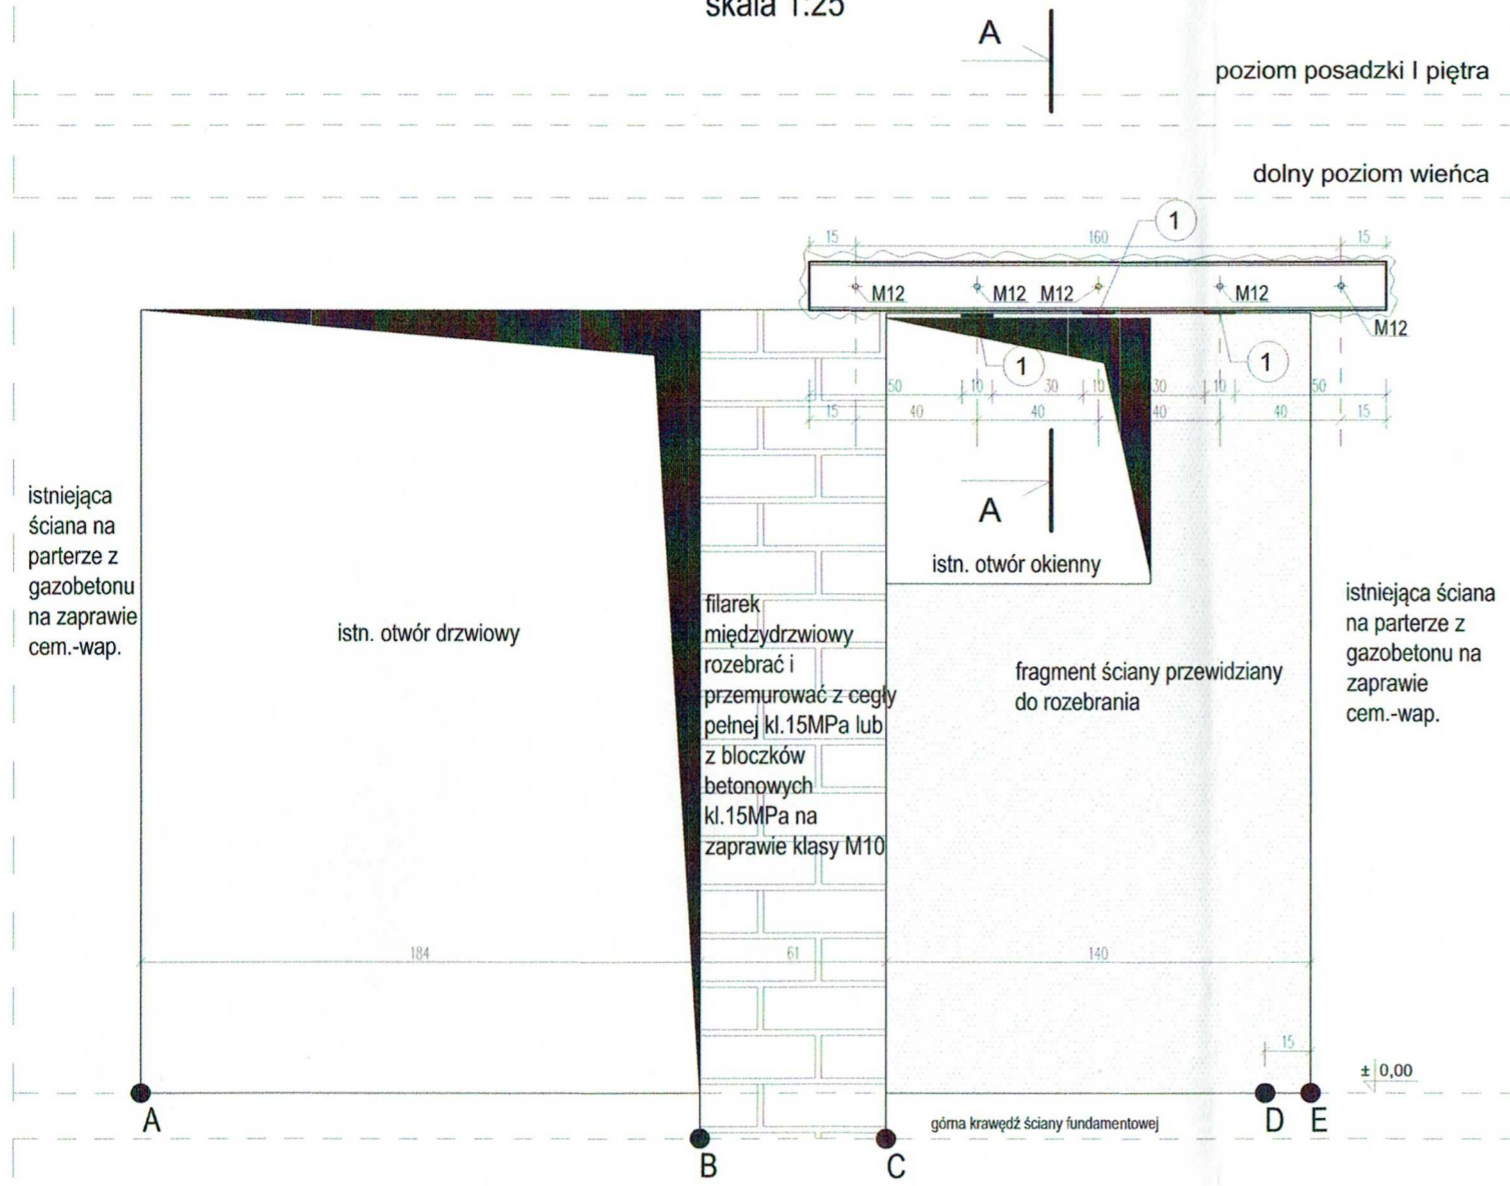 skala 1:25
A
poziom posadzki I piętra
dolny poziom wieńca
1
15
160
15
M12
M12
M12
M12
M12
1
1
50
10
30
10
30
10
50
15
40
40
40
40
15
A
istn. otwór okienny
istniejąca
ściana na
parterze z
gazobetonu
na zaprawie
cem.-wap.
istn. otwór drzwiowy
filarek
międzydrzwiowy
rozebrać i
przemurować z cegły
pełnej kl.15MPa lub
z bloczków
betonowych
kl.15MPa na
zaprawie klasy M10
fragment ściany przewidziany
do rozebrania
istniejąca ściana
na parterze z
gazobetonu na
zaprawie
cem.-wap.
184
61
140
15
± 0,00
A
górna krawędź ściany fundamentowej
D
E
B
C